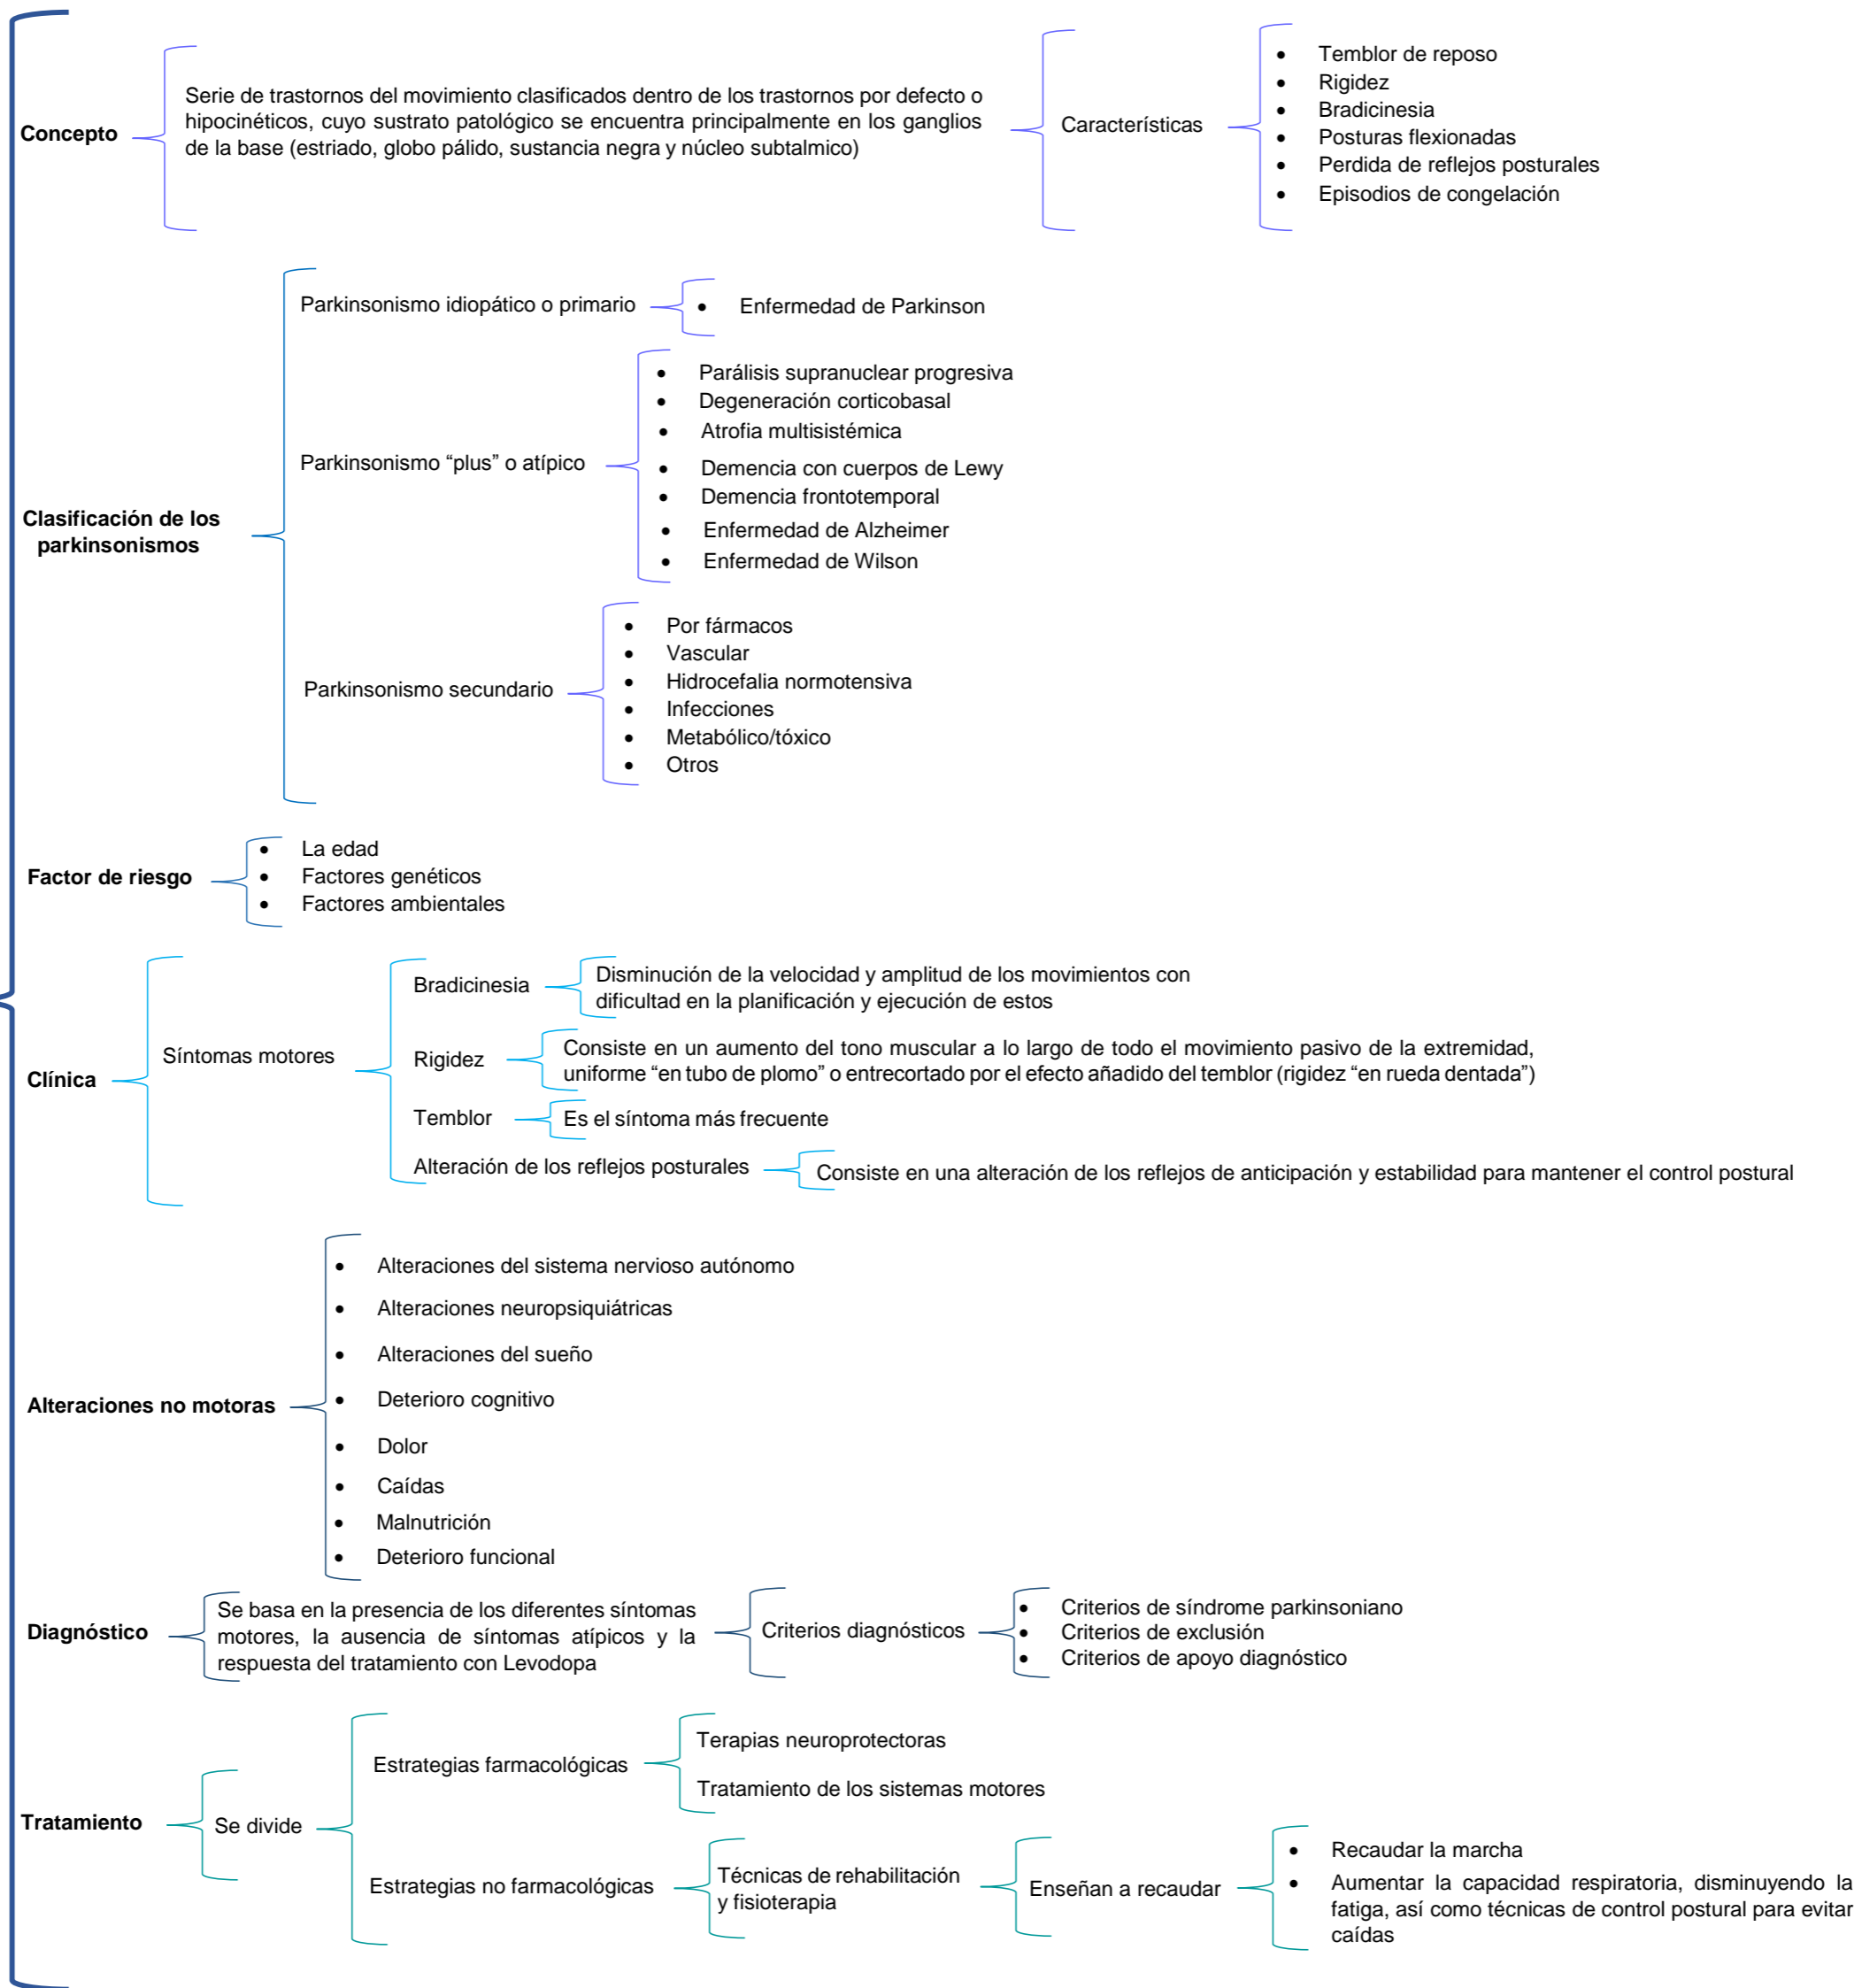 Concepto
Serie de trastornos del movimiento clasificados dentro de los trastornos por defecto o
hipocinéticos, cuyo sustrato patológico se encuentra principalmente en los ganglios
de la base (estriado, globo pálido, sustancia negra y núcleo subtalmico)
Características
• Temblor de reposo
• Rigidez
• Bradicinesia
• Posturas flexionadas
• Perdida de reflejos posturales
• Episodios de congelación
Clasificación de los
parkinsonismos
Parkinsonismo idiopático o primario
• Enfermedad de Parkinson
Parkinsonismo “plus” o atípico
• Parálisis supranuclear progresiva
• Degeneración corticobasal
• Atrofia multisistémica
• Demencia con cuerpos de Lewy
• Demencia frontotemporal
• Enfermedad de Alzheimer
• Enfermedad de Wilson
Parkinsonismo secundario
• Por fármacos
• Vascular
• Hidrocefalia normotensiva
• Infecciones
• Metabólico/tóxico
• Otros
Factor de riesgo
• La edad
• Factores genéticos
• Factores ambientales
Clínica
Síntomas motores
Bradicinesia
Disminución de la velocidad y amplitud de los movimientos con
dificultad en la planificación y ejecución de estos
Rigidez
Consiste en un aumento del tono muscular a lo largo de todo el movimiento pasivo de la extremidad,
uniforme “en tubo de plomo” o entrecortado por el efecto añadido del temblor (rigidez “en rueda dentada”)
Temblor
Es el síntoma más frecuente
Alteración de los reflejos posturales
Consiste en una alteración de los reflejos de anticipación y estabilidad para mantener el control postural
Alteraciones no motoras
• Alteraciones del sistema nervioso autónomo
• Alteraciones neuropsiquiátricas
• Alteraciones del sueño
• Deterioro cognitivo
• Dolor
• Caídas
• Malnutrición
• Deterioro funcional
Diagnóstico
Se basa en la presencia de los diferentes síntomas
motores, la ausencia de síntomas atípicos y la
respuesta del tratamiento con Levodopa
Criterios diagnósticos
• Criterios de síndrome parkinsoniano
• Criterios de exclusión
• Criterios de apoyo diagnóstico
Tratamiento
Se divide
Estrategias farmacológicas
Terapias neuroprotectoras
Tratamiento de los sistemas motores
Estrategias no farmacológicas
Técnicas de rehabilitación
y fisioterapia
Enseñan a recaudar
• Recaudar la marcha
• Aumentar la capacidad respiratoria, disminuyendo la
fatiga, así como técnicas de control postural para evitar
caídas